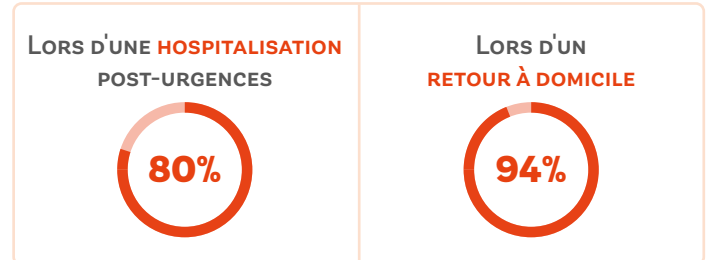 Lors d'une hospitalisation
post-urgences
80%
Lors d'un
retour à domicile
94%